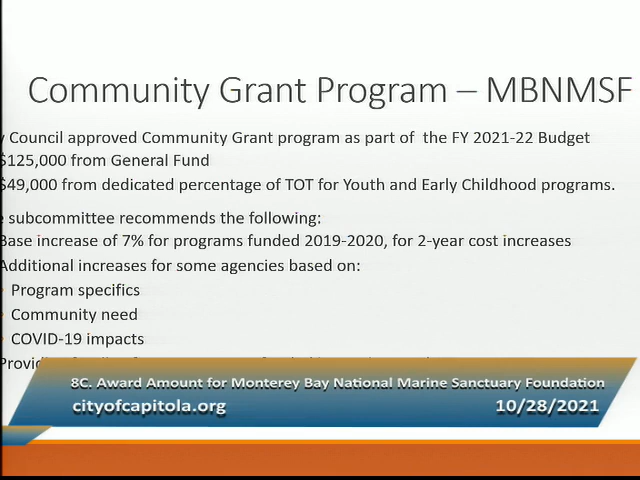 Community Grant Program – MBNMSF
Council approved Community Grant program as part of the FY 2021-22 Budget
$125,000 from General Fund
$49,000 from dedicated percentage of TOT for Youth and Early Childhood programs.
subcommittee recommends the following:
Base increase of 7% for programs funded 2019-2020, for 2-year cost increases
Additional increases for some agencies based on:
Program specifics
Community need
COVID-19 impacts
8C. Award Amount for Monterey Bay National Marine Sanctuary Foundation
cityofcapitola.org
10/28/2021